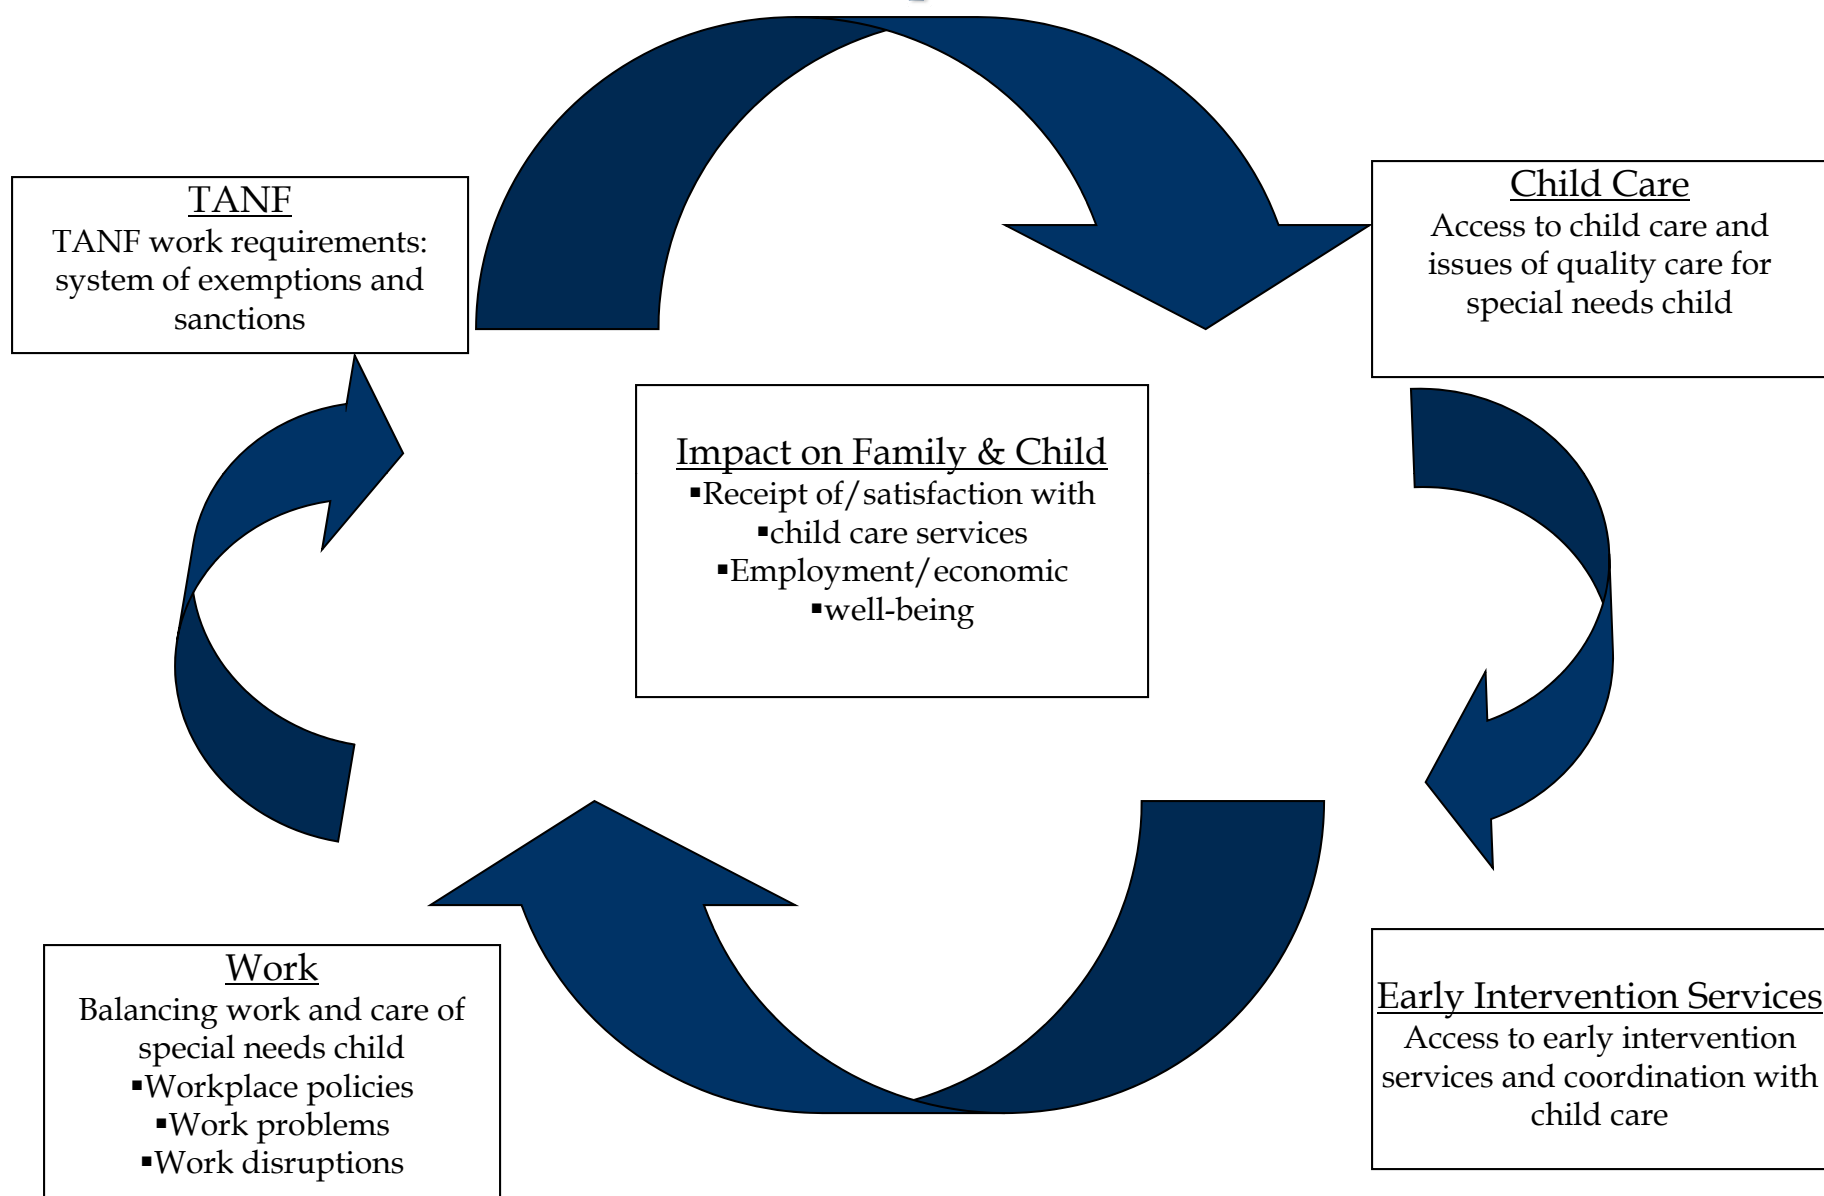 TANF
TANF work requirements:
system of exemptions and
sanctions
Child Care
Access to child care and
issues of quality care for
special needs child
Impact on Family & Child
▪Receipt of/satisfaction with
▪child care services
▪Employment/economic
▪well-being
Work
Balancing work and care of
special needs child
▪Workplace policies
▪Work problems
▪Work disruptions
Early Intervention Services
Access to early intervention
services and coordination with
child care